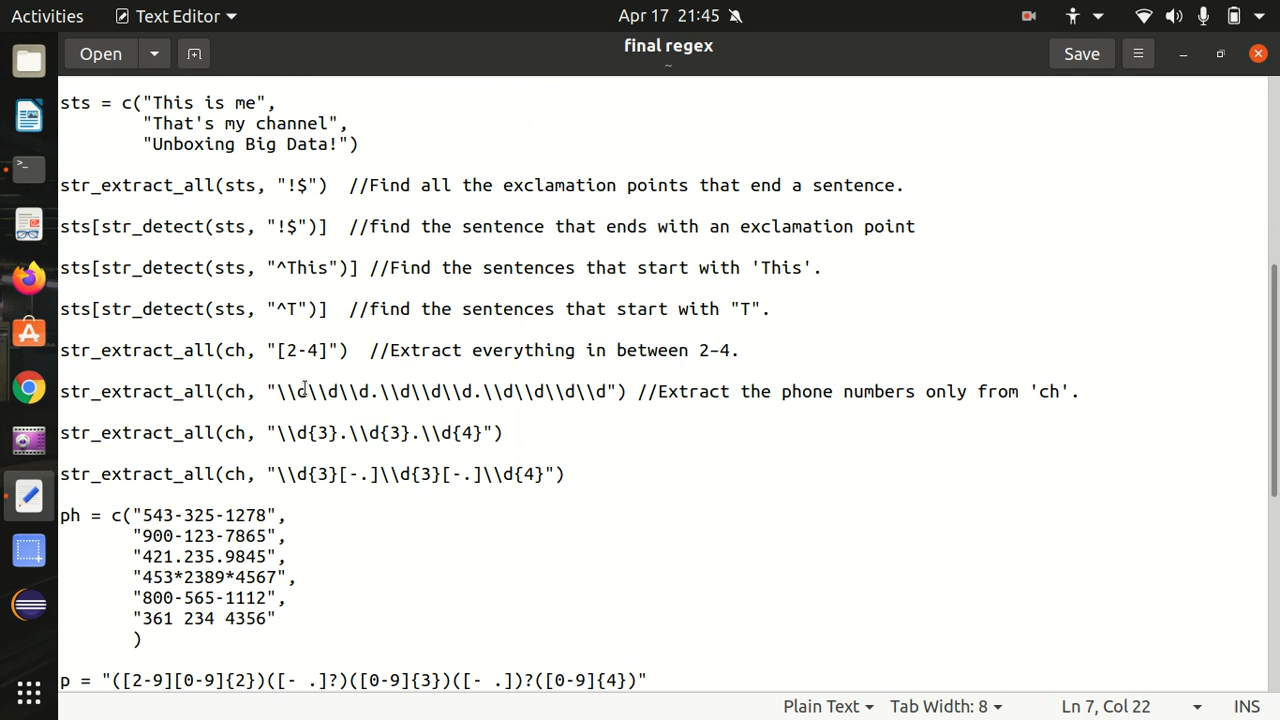 Activities
Text Editor
Apr 17 21:45
Open
final regex
~
Save
sts = c("This is me",
"That's my channel",
"Unboxing Big Data!")
str_extract_all(sts, "!$") //Find all the exclamation points that end a sentence.
sts[str_detect(sts, "!$")] //find the sentence that ends with an exclamation point
sts[str_detect(sts, "^This")] //Find the sentences that start with 'This'.
sts[str_detect(sts, "^T")] //find the sentences that start with "T".
str_extract_all(ch, "[2-4]") //Extract everything in between 2–4.
str_extract_all(ch, "\\d\\d\\d.\\d\\d\\d.\\d\\d\\d\\d") //Extract the phone numbers only from 'ch'.
str_extract_all(ch, "\\d{3}.\\d{3}.\\d{4}")
str_extract_all(ch, "\\d{3}[-.]\\d{3}[-.]\\d{4}")
ph = c("543-325-1278",
"900-123-7865",
"421.235.9845",
"453*2389*4567",
"800-565-1112",
"361 234 4356"
)
p = "([2-9][0-9]{2})([- .]?)([0-9]{3})([- .])?([0-9]{4})"
Plain Text
Tab Width: 8
Ln 7, Col 22
INS